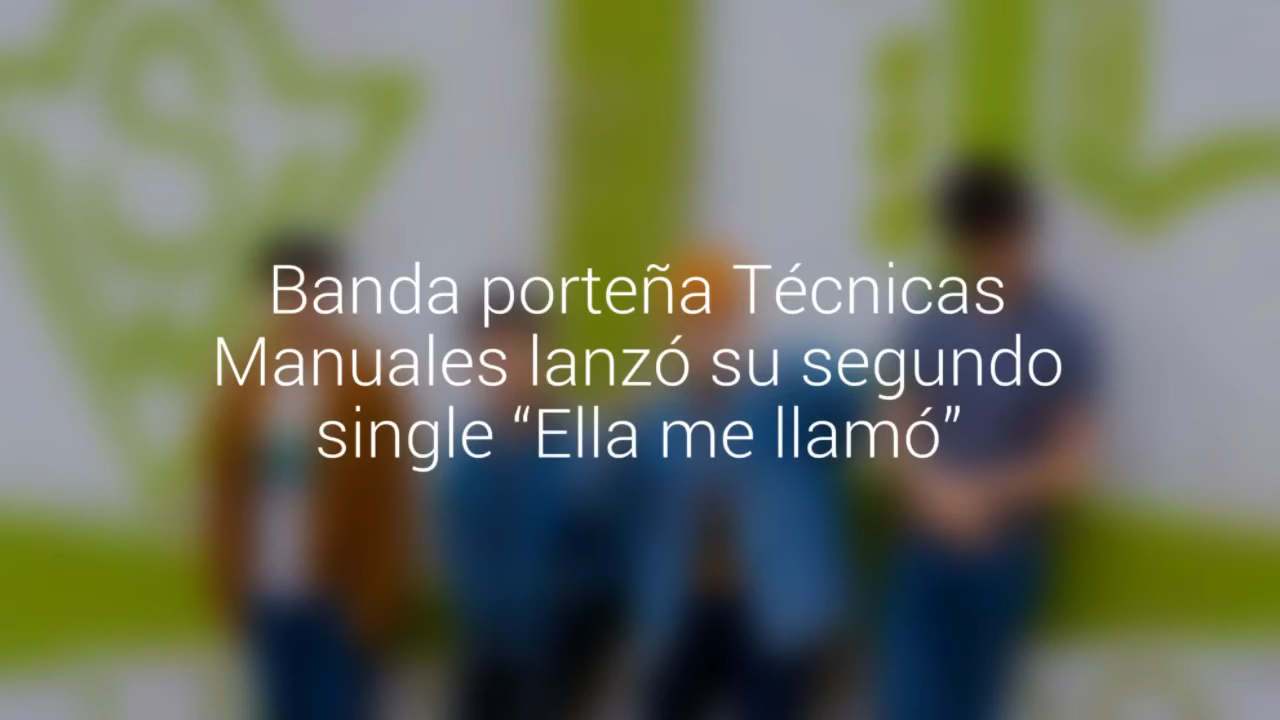 Banda porteña Técnicas
Manuales lanzó su segundo
single “Ella me llamó”